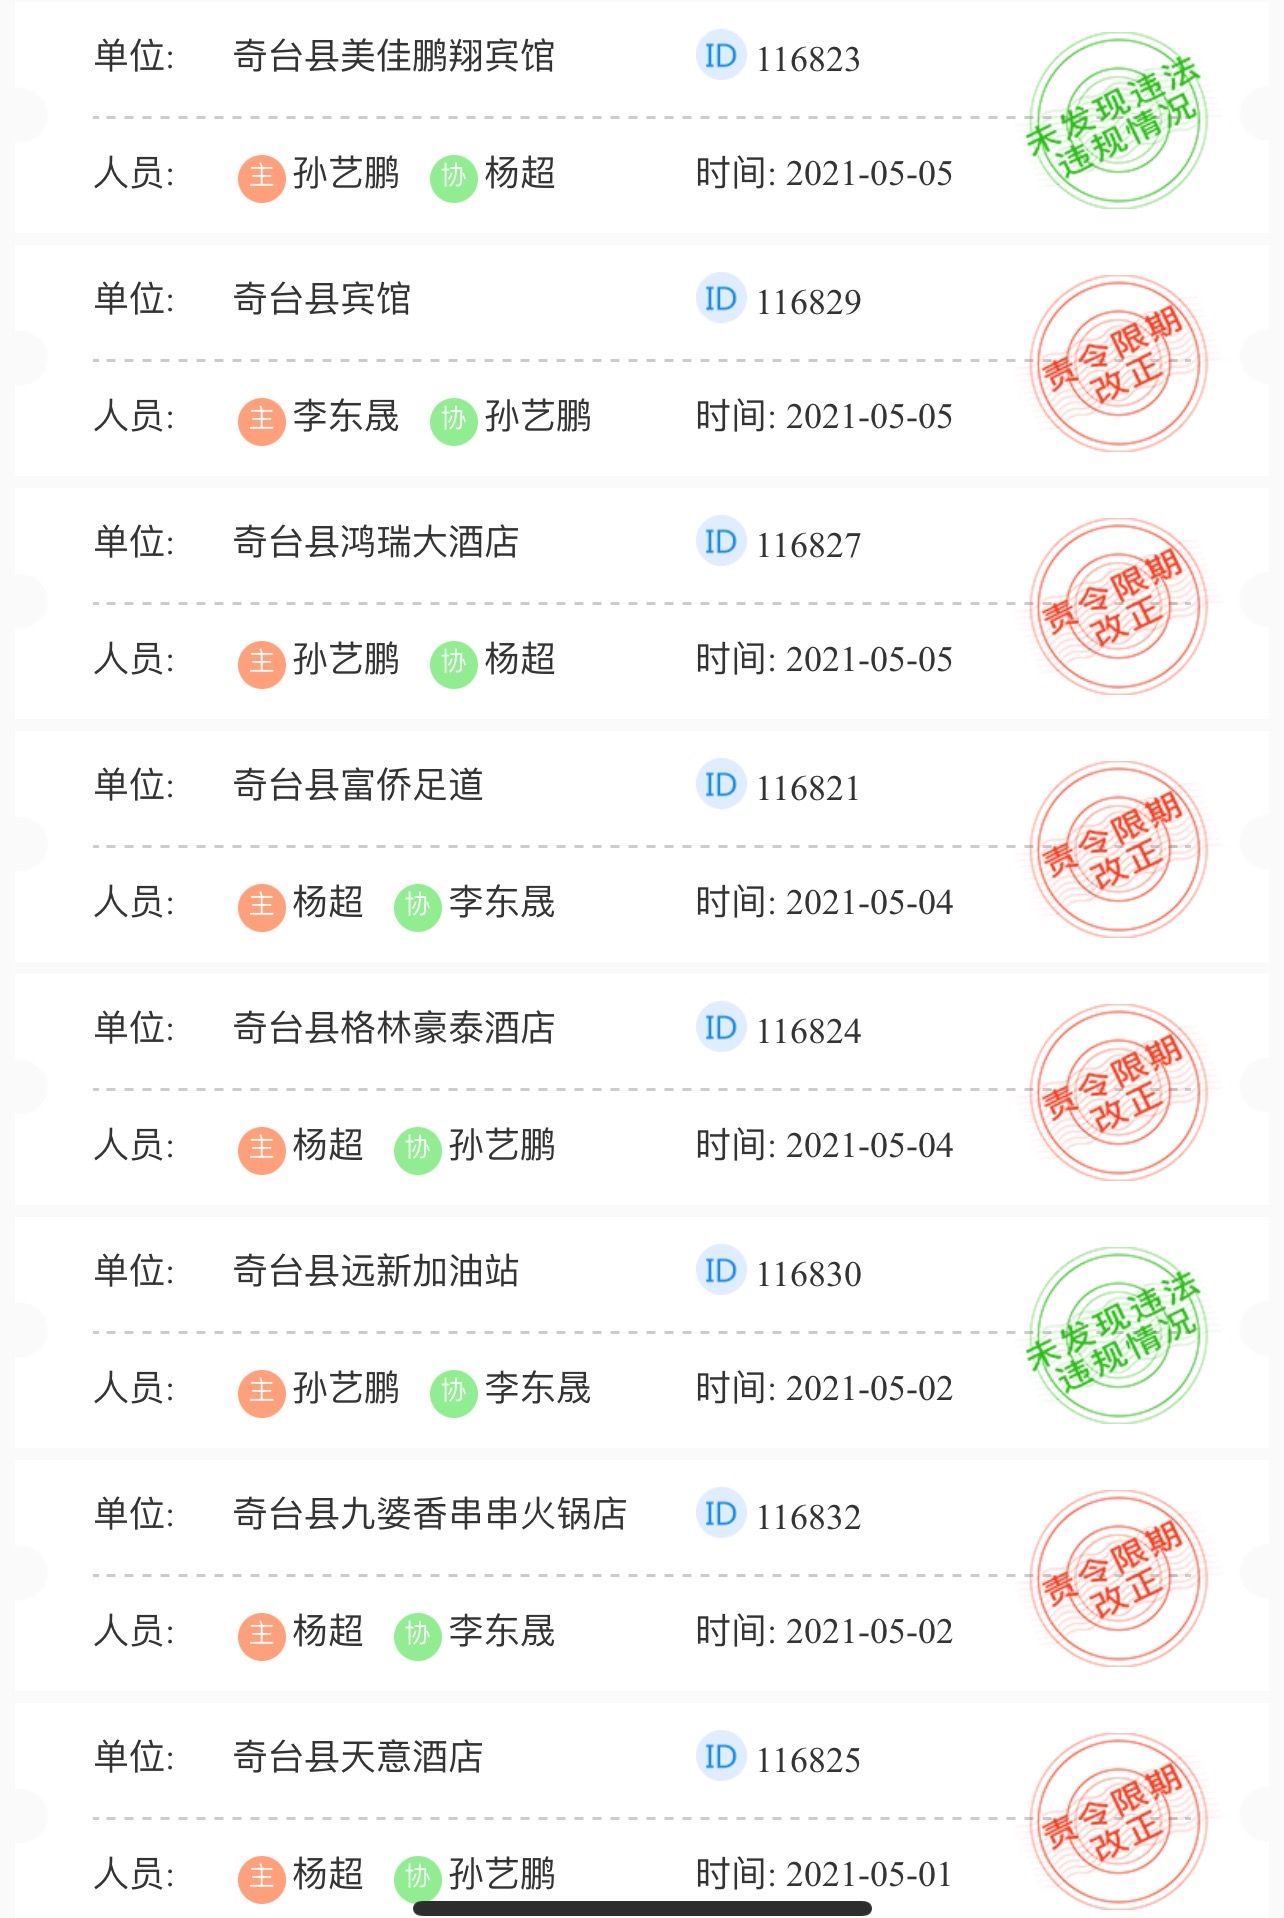 单位: 奇台县美佳鹏翔宾馆 ID 116823
未发现违法
违规情况
人员: 主 孙艺鹏 协 杨超 时间: 2021-05-05
单位: 奇台县宾馆 ID 116829
责令限期
改正
人员: 主 李东晟 协 孙艺鹏 时间: 2021-05-05
单位: 奇台县鸿瑞大酒店 ID 116827
责令限期
改正
人员: 主 孙艺鹏 协 杨超 时间: 2021-05-05
单位: 奇台县富侨足道 ID 116821
责令限期
改正
人员: 主 杨超 协 李东晟 时间: 2021-05-04
单位: 奇台县格林豪泰酒店 ID 116824
责令限期
改正
人员: 主 杨超 协 孙艺鹏 时间: 2021-05-04
单位: 奇台县远新加油站 ID 116830
未发现违法
违规情况
人员: 主 孙艺鹏 协 李东晟 时间: 2021-05-02
单位: 奇台县九婆香串串火锅店 ID 116832
责令限期
改正
人员: 主 杨超 协 李东晟 时间: 2021-05-02
单位: 奇台县天意酒店 ID 116825
责令限期
改正
人员: 主 杨超 协 孙艺鹏 时间: 2021-05-01